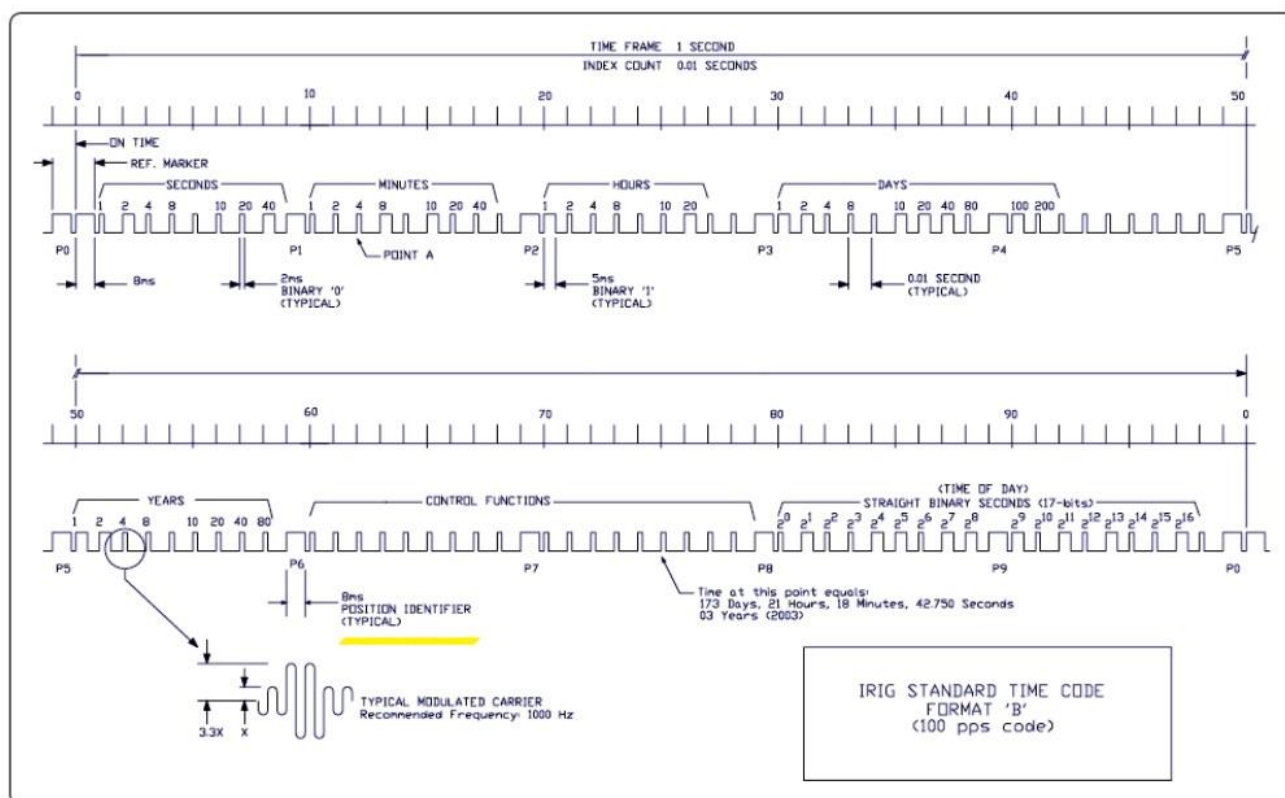 TIME FRAME 1 SECOND
INDEX COUNT 0.01 SECONDS
0 10 20 30 40 50
ON TIME
REF. MARKER
SECONDS MINUTES HOURS DAYS
1 2 4 8 10 20 40 1 2 4 8 10 20 40 1 2 4 8 10 20 1 2 4 8 10 20 40 80 100 200
P0 P1 P2 P3 P4 P5
POINT A
8ms
2ms
BINARY '0'
(TYPICAL)
5ms
BINARY '1'
(TYPICAL)
0.01 SECOND
(TYPICAL)
50 60 70 80 90 0
YEARS CONTROL FUNCTIONS
(TIME OF DAY)
STRAIGHT BINARY SECONDS (17-bits)
1 2 4 8 10 20 40 80 2^0 2^1 2^2 2^3 2^4 2^5 2^6 2^7 2^8 2^9 2^10 2^11 2^12 2^13 2^14 2^15 2^16
P5 P6 P7 P8 P9 P0
8ms
POSITION IDENTIFIER
(TYPICAL)
Time at this point equals:
173 Days, 21 Hours, 18 Minutes, 42.750 Seconds
03 Years (2003)
TYPICAL MODULATED CARRIER
Recommended Frequency: 1000 Hz
3.3X X
IRIG STANDARD TIME CODE
FORMAT 'B'
(100 pps code)